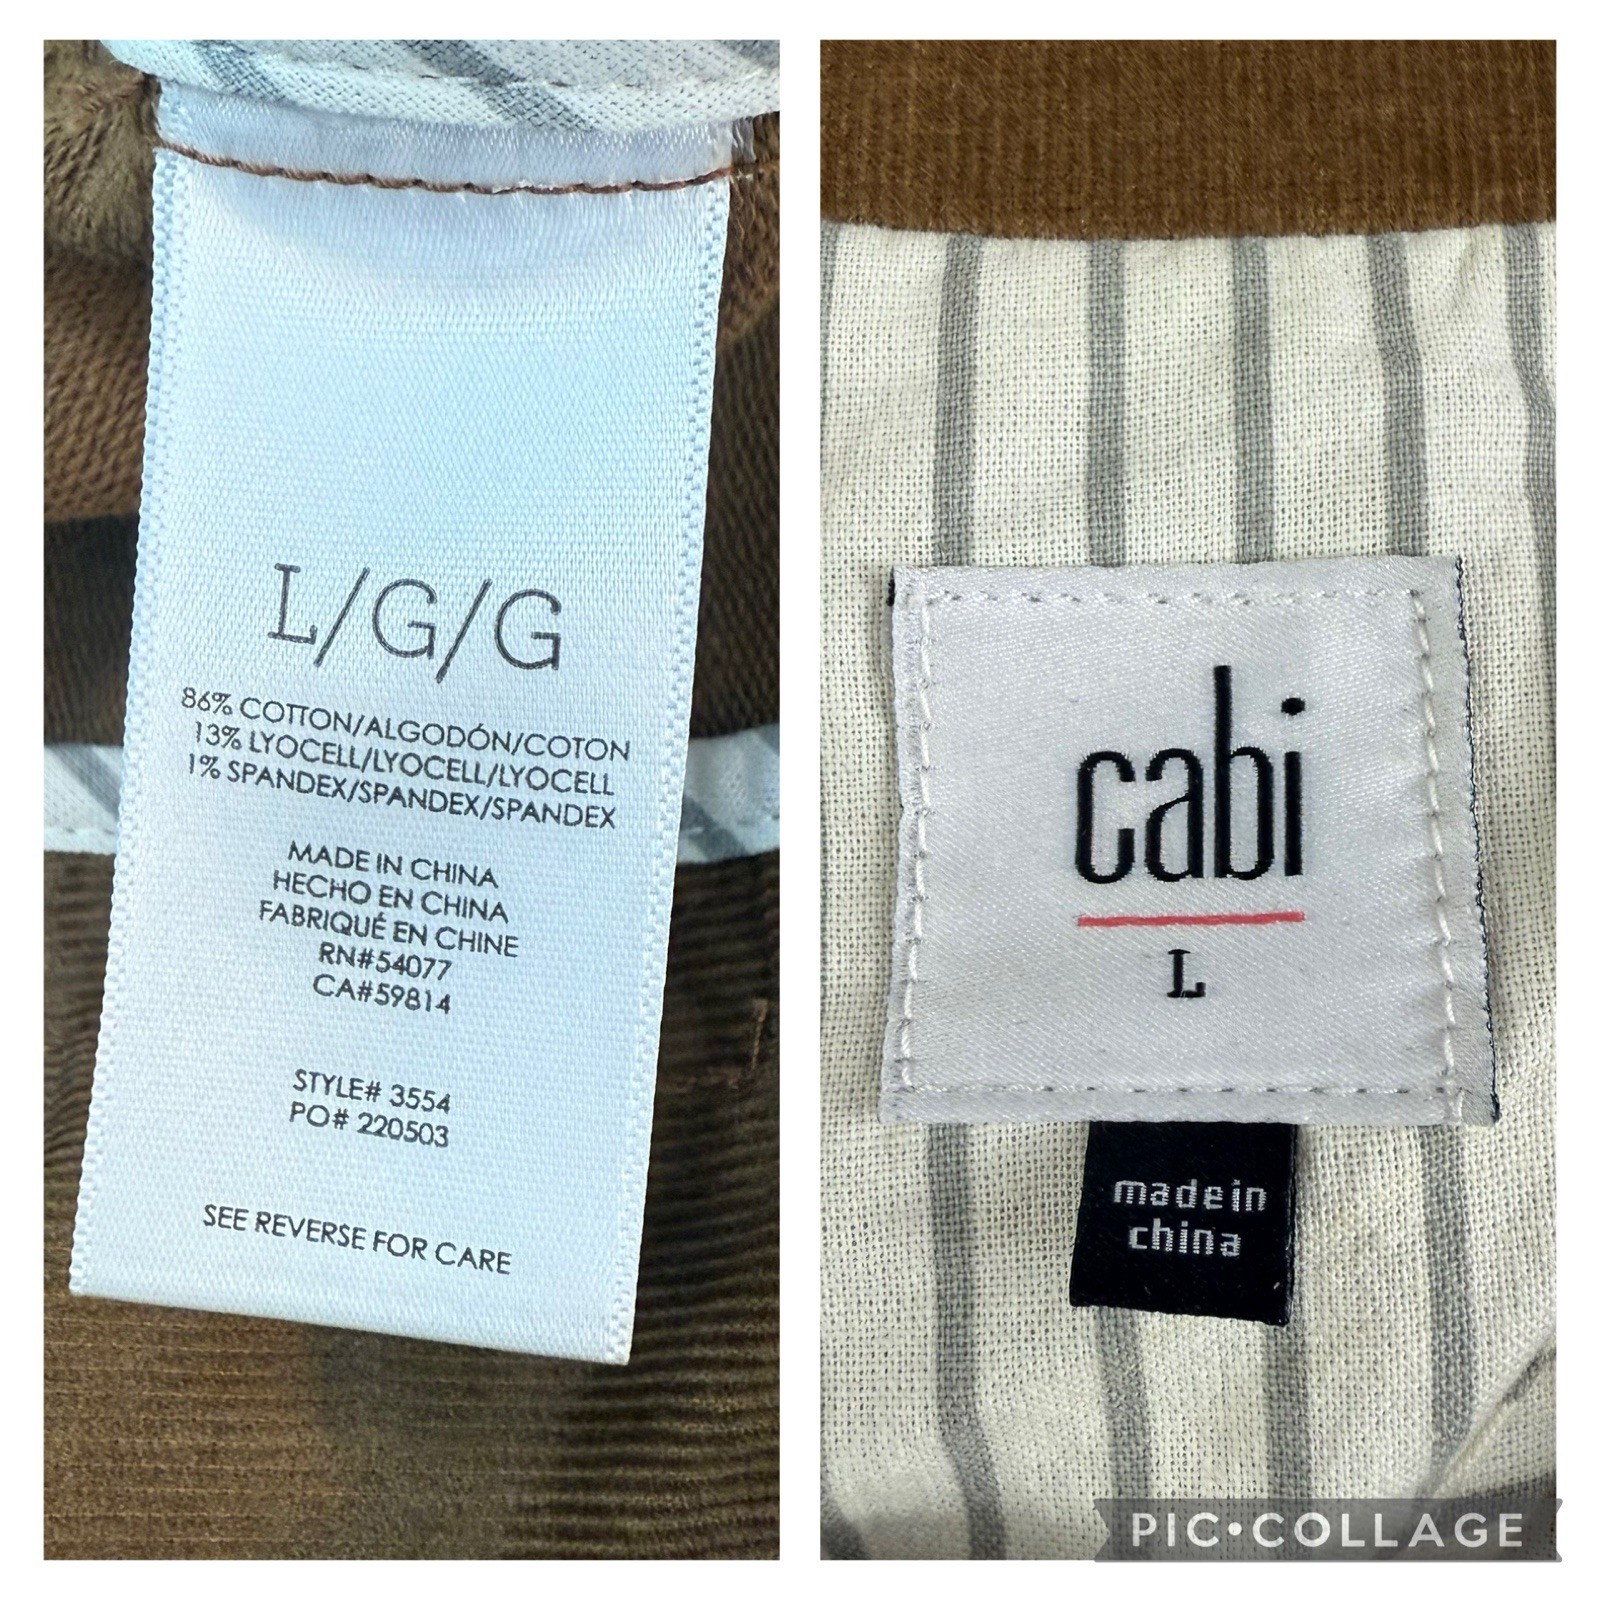 L/G/G
86% COTTON/ALGODÓN/COTON
13% LYOCELL/LYOCELL/LYOCELL
1% SPANDEX/SPANDEX/SPANDEX
MADE IN CHINA
HECHO EN CHINA
FABRIQUÉ EN CHINE
RN#54077
CA#59814
STYLE# 3554
PO# 220503
SEE REVERSE FOR CARE
cabi
L
made in
china
PIC•COLLAGE